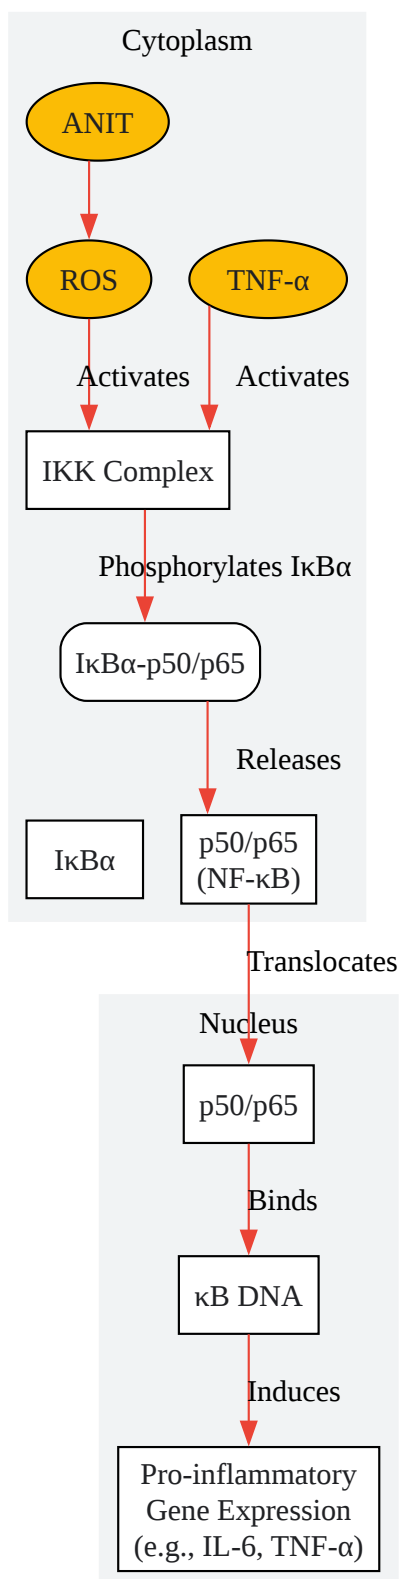 Cytoplasm
ANIT
ROS
TNF-α
Activates
Activates
IKK Complex
Phosphorylates IκBα
IκBα-p50/p65
Releases
IκBα
p50/p65
(NF-κB)
Translocates
Nucleus
p50/p65
Binds
κB DNA
Induces
Pro-inflammatory
Gene Expression
(e.g., IL-6, TNF-α)